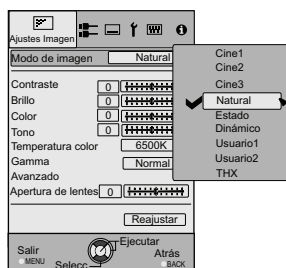 Ajustes Imagen
Modo de imagen Natural
Contraste 0
Brillo 0
Color 0
Tono 0
Temperatura color 6500K
Gamma Normal
Avanzado
Apertura de lentes 0
Reajustar
Salir
MENU
Selecc
Ejecutar
Atrás
BACK
Cine1
Cine2
Cine3
Natural
Estado
Dinámico
Usuario1
Usuario2
THX